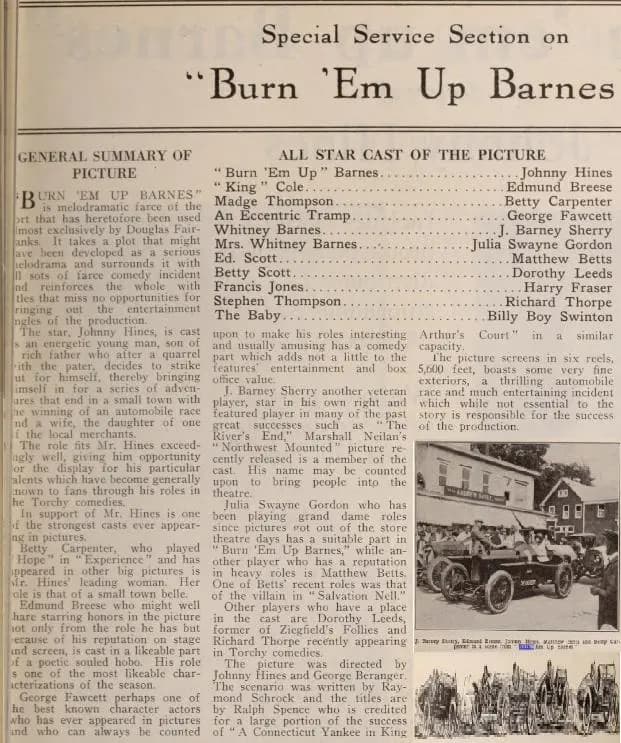 Special Service Section on
"Burn 'Em Up Barnes
GENERAL SUMMARY OF
PICTURE
"BURN 'EM UP BARNES"
is melodramatic farce of the
ort that has heretofore been used
lmost exclusively by Douglas Fair-
anks. It takes a plot that might
ave been developed as a serious
elodrama and surrounds it with
ll sots of farce comedy incident
nd reinforces the whole with
tles that miss no opportunities for
ringing out the entertainment
ngles of the production.
The star, Johnny Hines, is cast
s an energetic young man, son of
rich father who after a quarrel
ith the pater, decides to strike
ut for himself, thereby bringing
imself in for a series of adven-
ures that end in a small town with
he winning of an automobile race
nd a wife, the daughter of one
f the local merchants.
The role fits Mr. Hines exceed-
ngly well, giving him opportunity
or the display for his particular
alents which have become generally
nown to fans through his roles in
he Torchy comedies.
In support of Mr. Hines is one
f the strongest casts ever appear-
ng in pictures.
Betty Carpenter, who played
Hope" in "Experience" and has
ppeared in other big pictures is
Mr. Hines' leading woman. Her
ole is that of a small town belle.
Edmund Breese who might well
hare starring honors in the picture
ot only from the role he has but
ecause of his reputation on stage
nd screen, is cast in a likeable part
f a poetic souled hobo. His role
s one of the most likeable char-
cterizations of the season.
George Fawcett perhaps one of
he best known character actors
who has ever appeared in pictures
and who can always be counted
ALL STAR CAST OF THE PICTURE
"Burn 'Em Up" Barnes....................Johnny Hines
"King" Cole..............................Edmund Breese
Madge Thompson.........................Betty Carpenter
An Eccentric Tramp.......................George Fawcett
Whitney Barnes..........................J. Barney Sherry
Mrs. Whitney Barnes.................Julia Swayne Gordon
Ed. Scott..................................Matthew Betts
Betty Scott................................Dorothy Leeds
Francis Jones...............................Harry Fraser
Stephen Thompson........................Richard Thorpe
The Baby..............................Billy Boy Swinton
upon to make his roles interesting
and usually amusing has a comedy
part which adds not a little to the
features' entertainment and box
office value.
J. Barney Sherry another veteran
player, star in his own right and
featured player in many of the past
great successes such as "The
River's End," Marshall Neilan's
"Northwest Mounted" picture re-
cently released is a member of the
cast. His name may be counted
upon to bring people into the
theatre.
Julia Swayne Gordon who has
been playing grand dame roles
since pictures got out of the store
theatre days has a suitable part in
"Burn 'Em Up Barnes," while an-
other player who has a reputation
in heavy roles is Matthew Betts.
One of Betts' recent roles was that
of the villain in "Salvation Nell."
Other players who have a place
in the cast are Dorothy Leeds,
former of Ziegfield's Follies and
Richard Thorpe recently appearing
in Torchy comedies.
The picture was directed by
Johnny Hines and George Beranger.
The scenario was written by Ray-
mond Schrock and the titles are
by Ralph Spence who is credited
for a large portion of the success
of "A Connecticut Yankee in King
Arthur's Court" in a similar
capacity.
The picture screens in six reels,
5,600 feet, boasts some very fine
exteriors, a thrilling automobile
race and much entertaining incident
which while not essential to the
story is responsible for the success
of the production.
J. Barney Sherry, Edmund Breese, Johnny Hines, Matthew Betts and Betty Car-
penter in a scene from "Burn 'Em Up Barnes